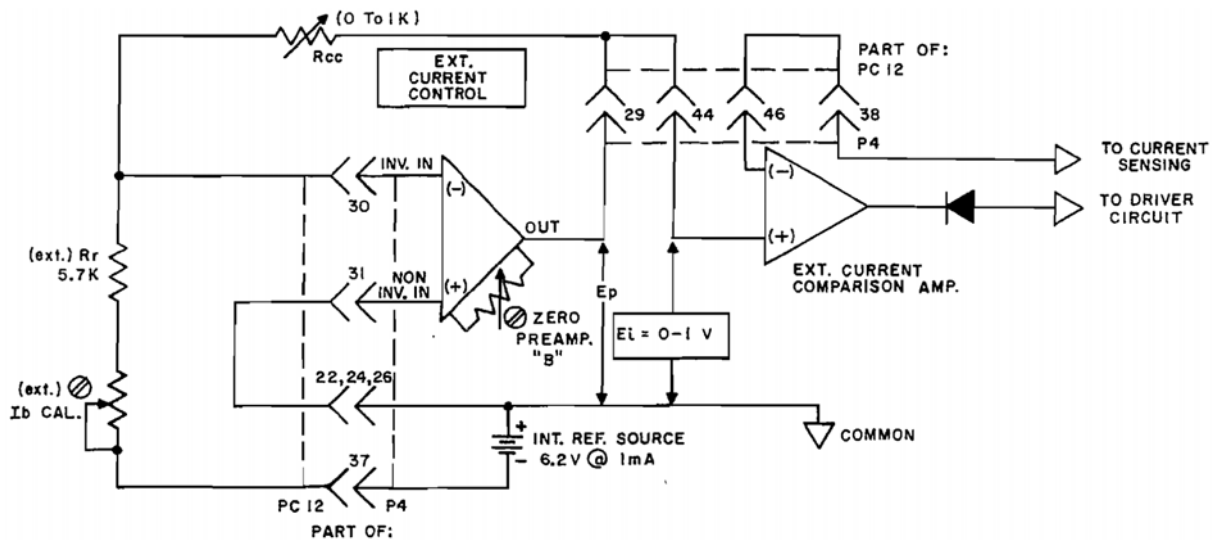 (0 To 1K)
Rcc
EXT.
CURRENT
CONTROL
PART OF:
PC 12
29
44
46
38
P4
TO CURRENT
SENSING
TO DRIVER
CIRCUIT
INV. IN
(-)
30
OUT
(-)
(+)
EXT. CURRENT
COMPARISON AMP.
(ext.) Rr
5.7K
31
NON
INV. IN
(+)
ZERO
PREAMP.
"B"
Ep
Ei = 0-1 V
(ext.)
Ib CAL.
22,24,26
+
-
INT. REF. SOURCE
6.2V @ 1mA
COMMON
37
PC 12
P4
PART OF: